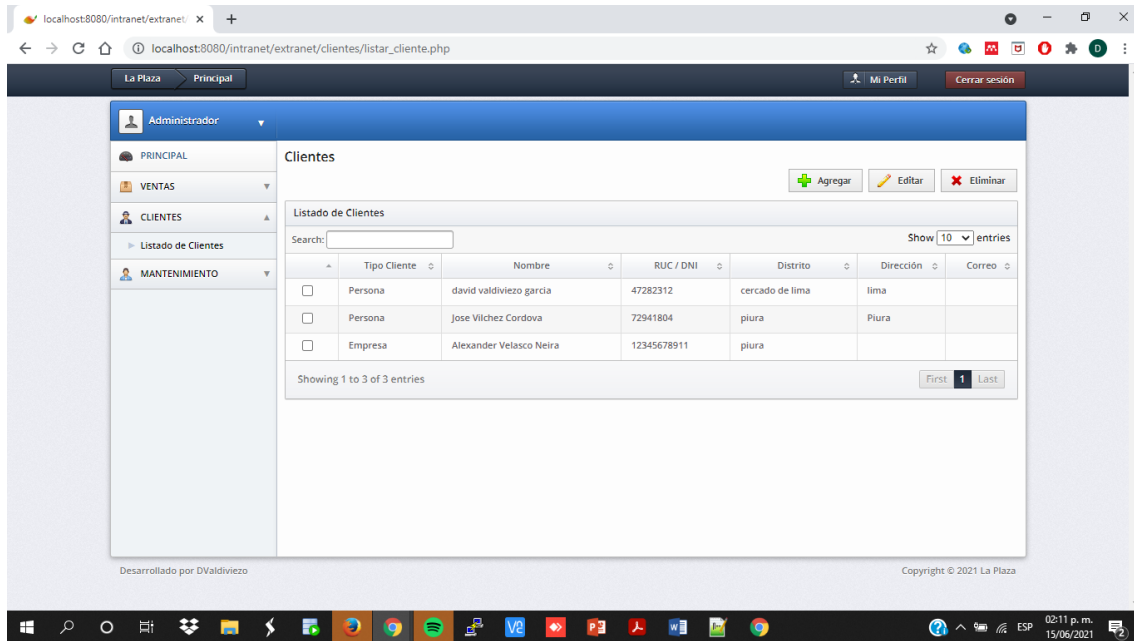 localhost:8080/intranet/extranet/
localhost:8080/intranet/extranet/clientes/listar_cliente.php
D
La Plaza Principal Mi Perfil Cerrar sesión
Administrador
PRINCIPAL
VENTAS
CLIENTES
Listado de Clientes
MANTENIMIENTO
Clientes
Agregar Editar Eliminar
Listado de Clientes
Search: Show 10 entries
Tipo Cliente Nombre RUC / DNI Distrito Dirección Correo
Persona david valdiviezo garcia 47282312 cercado de lima lima
Persona Jose Vilchez Cordova 72941804 piura Piura
Empresa Alexander Velasco Neira 12345678911 piura
Showing 1 to 3 of 3 entries First 1 Last
Desarrollado por DValdiviezo Copyright © 2021 La Plaza
ESP 02:11 p. m.
15/06/2021 2